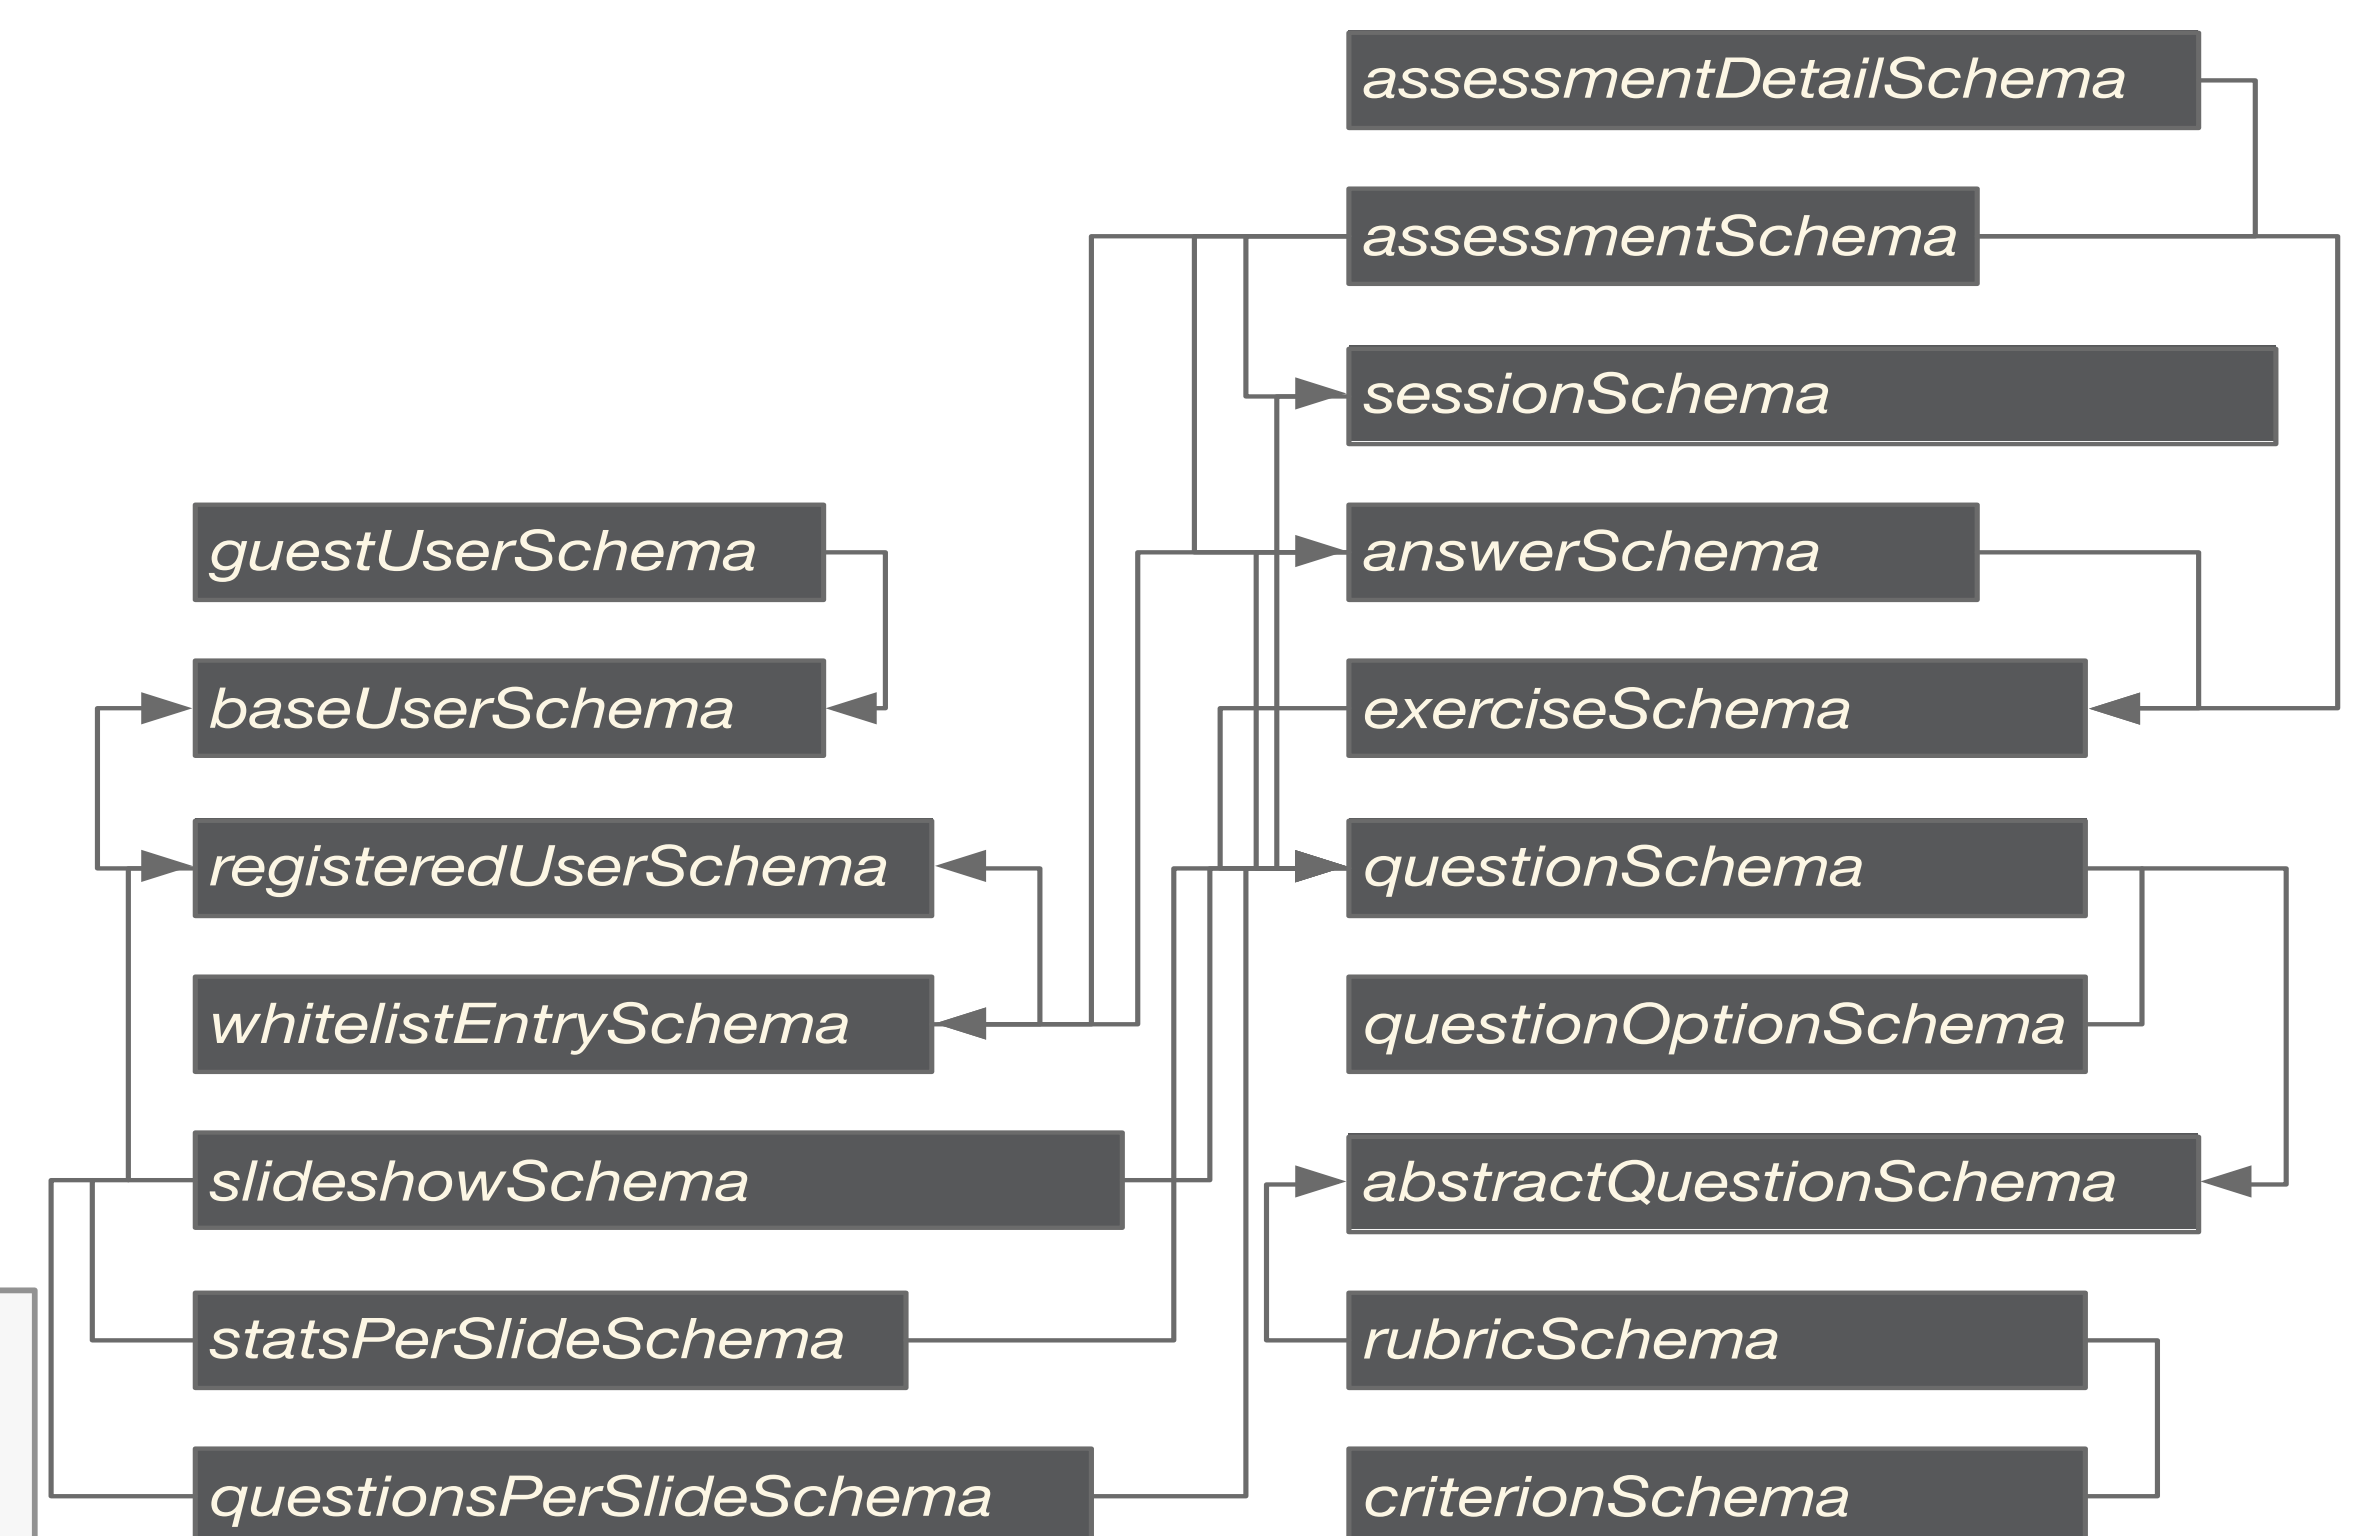 assessmentDetailSchema
assessmentSchema
sessionSchema
guestUserSchema
answerSchema
baseUserSchema
exerciseSchema
registeredUserSchema
questionSchema
whitelistEntrySchema
questionOptionSchema
slideshowSchema
abstractQuestionSchema
statsPerSlideSchema
rubricSchema
questionsPerSlideSchema
criterionSchema